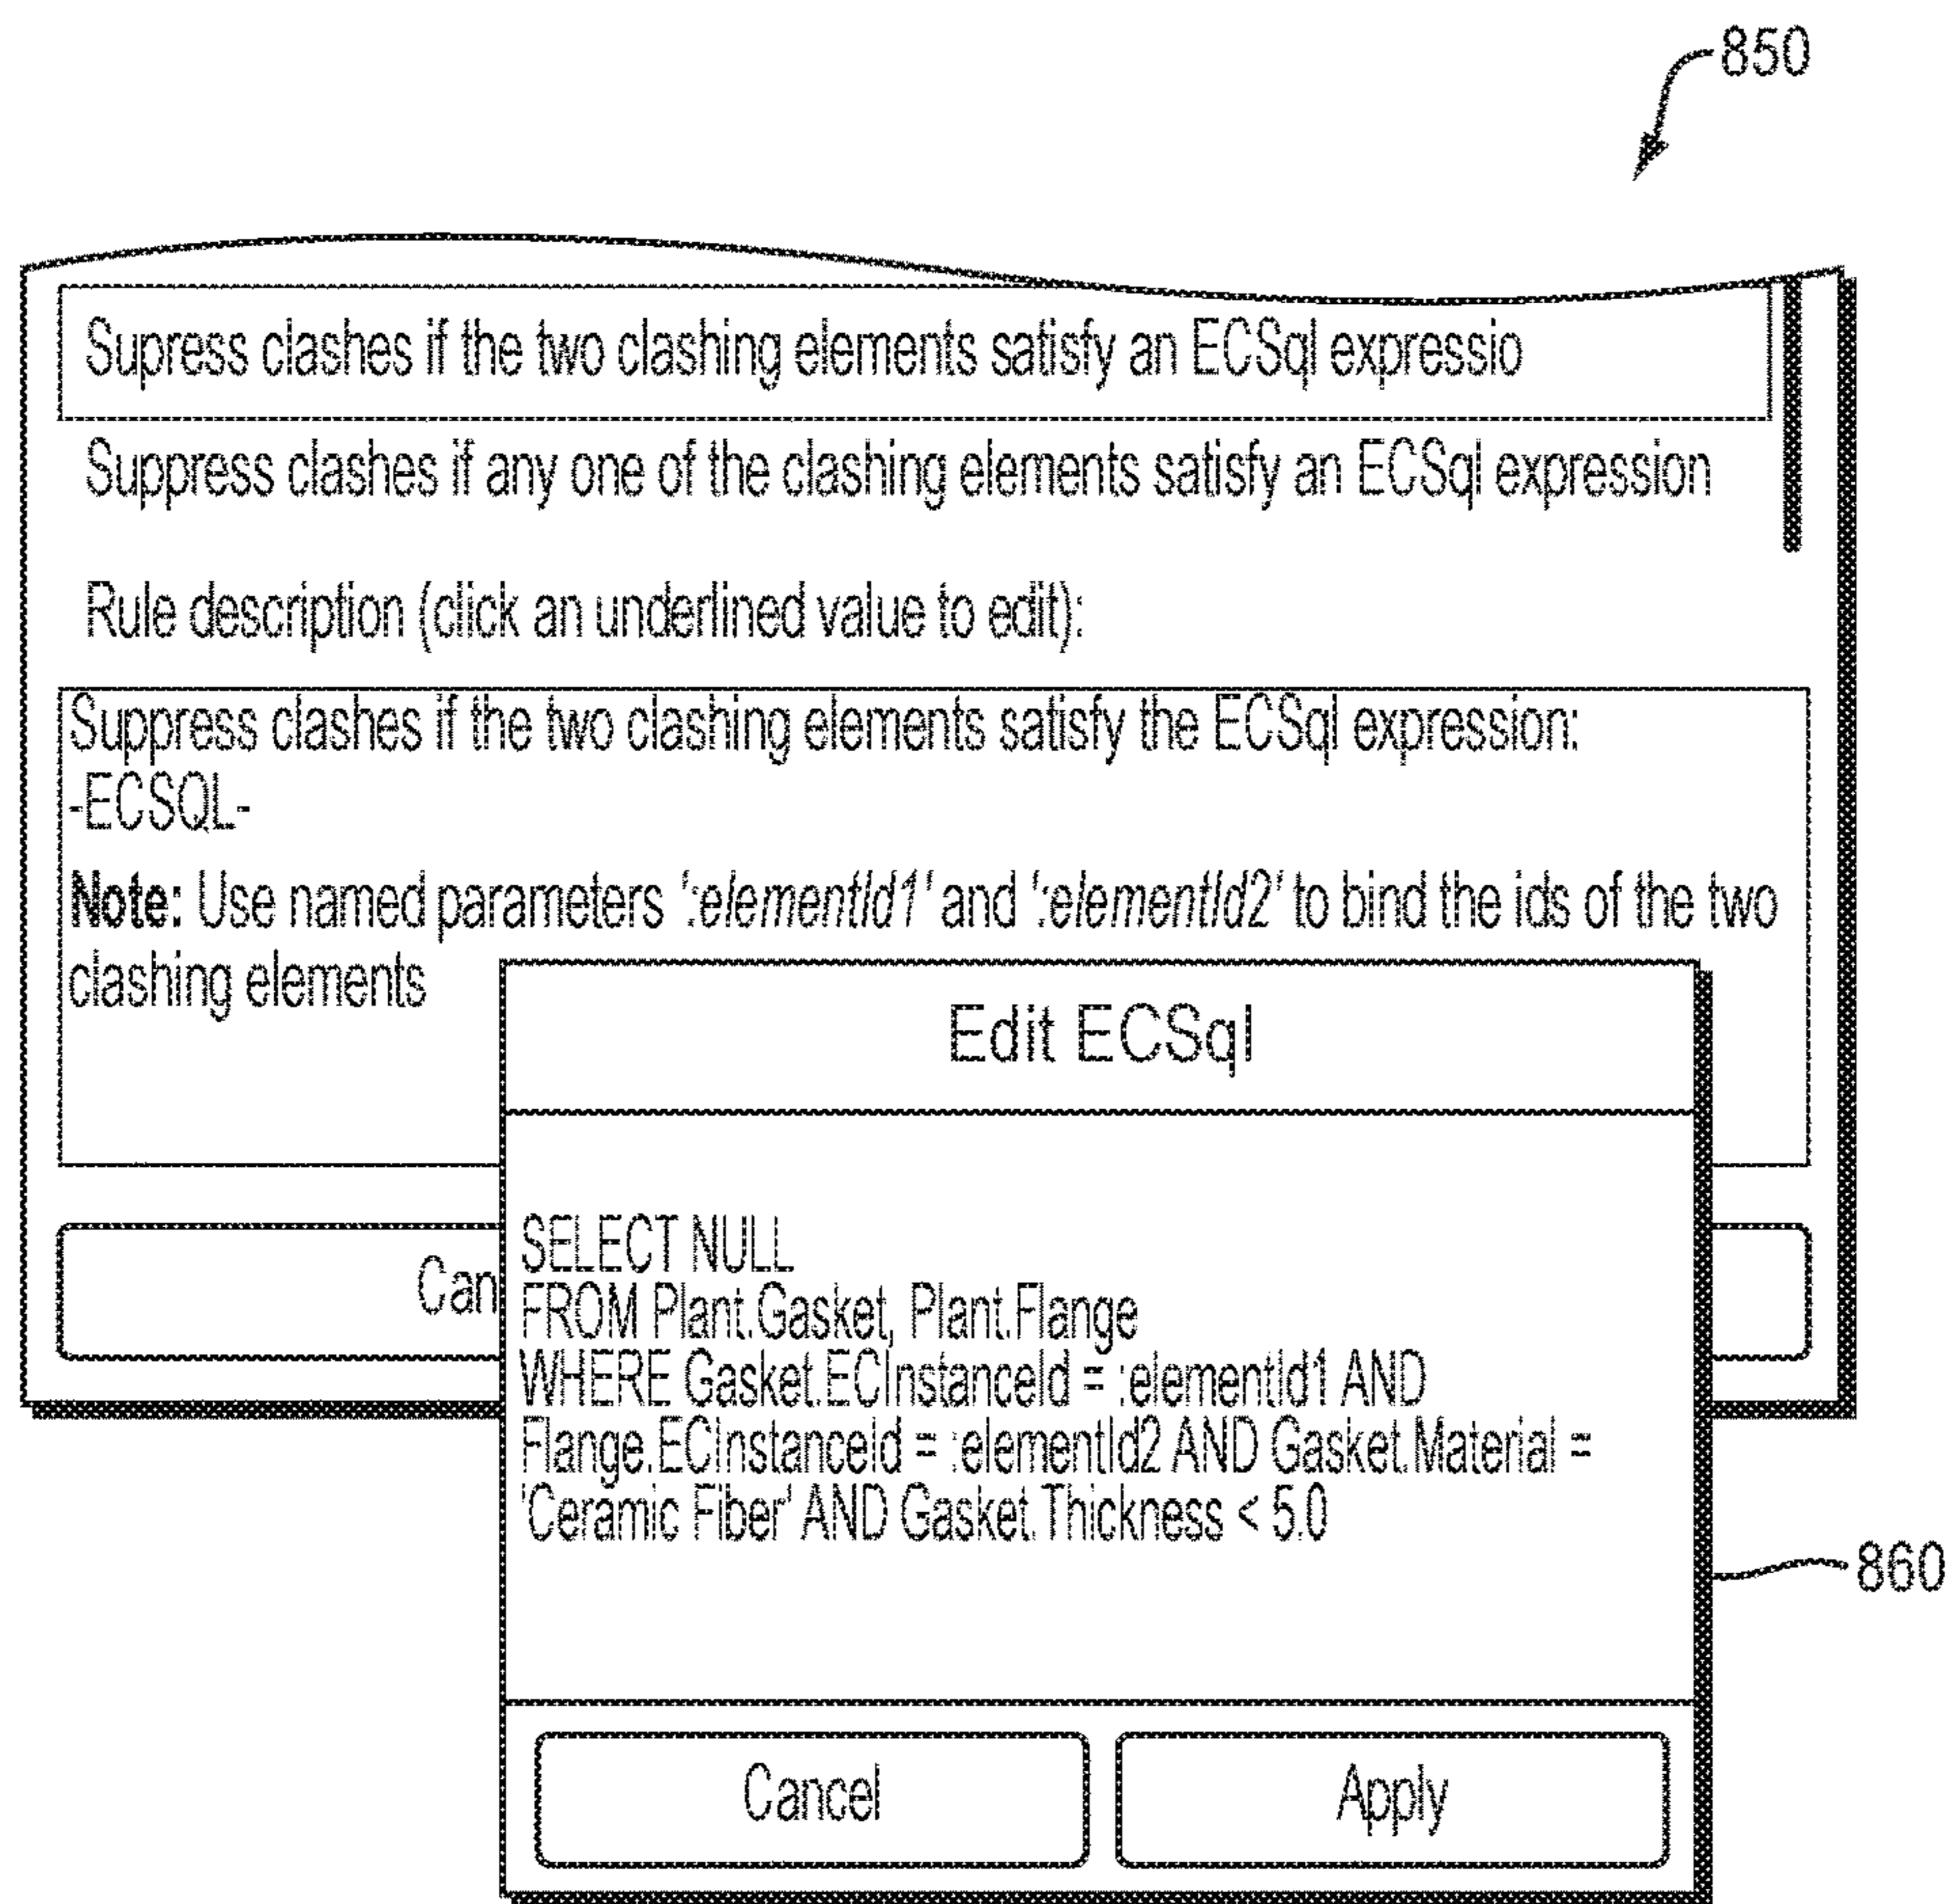 850
Supress clashes if the two clashing elements satisfy an ECSql expressio
Suppress clashes if any one of the clashing elements satisfy an ECSql expression
Rule description (click an underlined value to edit):
Suppress clashes if the two clashing elements satisfy the ECSql expression:
-ECSQL-
Note: Use named parameters ':elementId1' and ':elementId2' to bind the ids of the two
clashing elements
Can
Edit ECSql
SELECT NULL
FROM Plant.Gasket, Plant.Flange
WHERE Gasket.ECInstanceId = :elementId1 AND
Flange.ECInstanceId = :elementId2 AND Gasket.Material =
'Ceramic Fiber' AND Gasket.Thickness < 5.0
860
Cancel
Apply